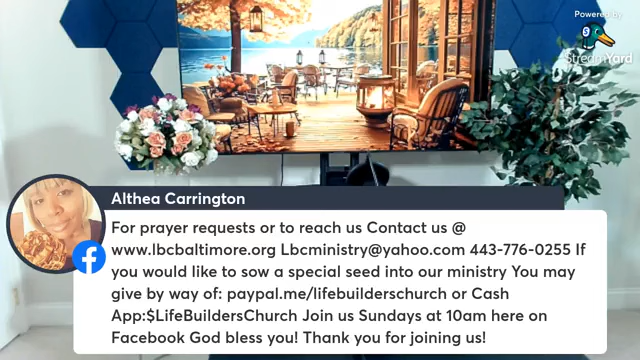 Powered by
StreamYard
Althea Carrington
For prayer requests or to reach us Contact us @
www.lbcbaltimore.org Lbcministry@yahoo.com 443-776-0255 If
you would like to sow a special seed into our ministry You may
give by way of: paypal.me/lifebuilderschurch or Cash
App:$LifeBuildersChurch Join us Sundays at 10am here on
Facebook God bless you! Thank you for joining us!